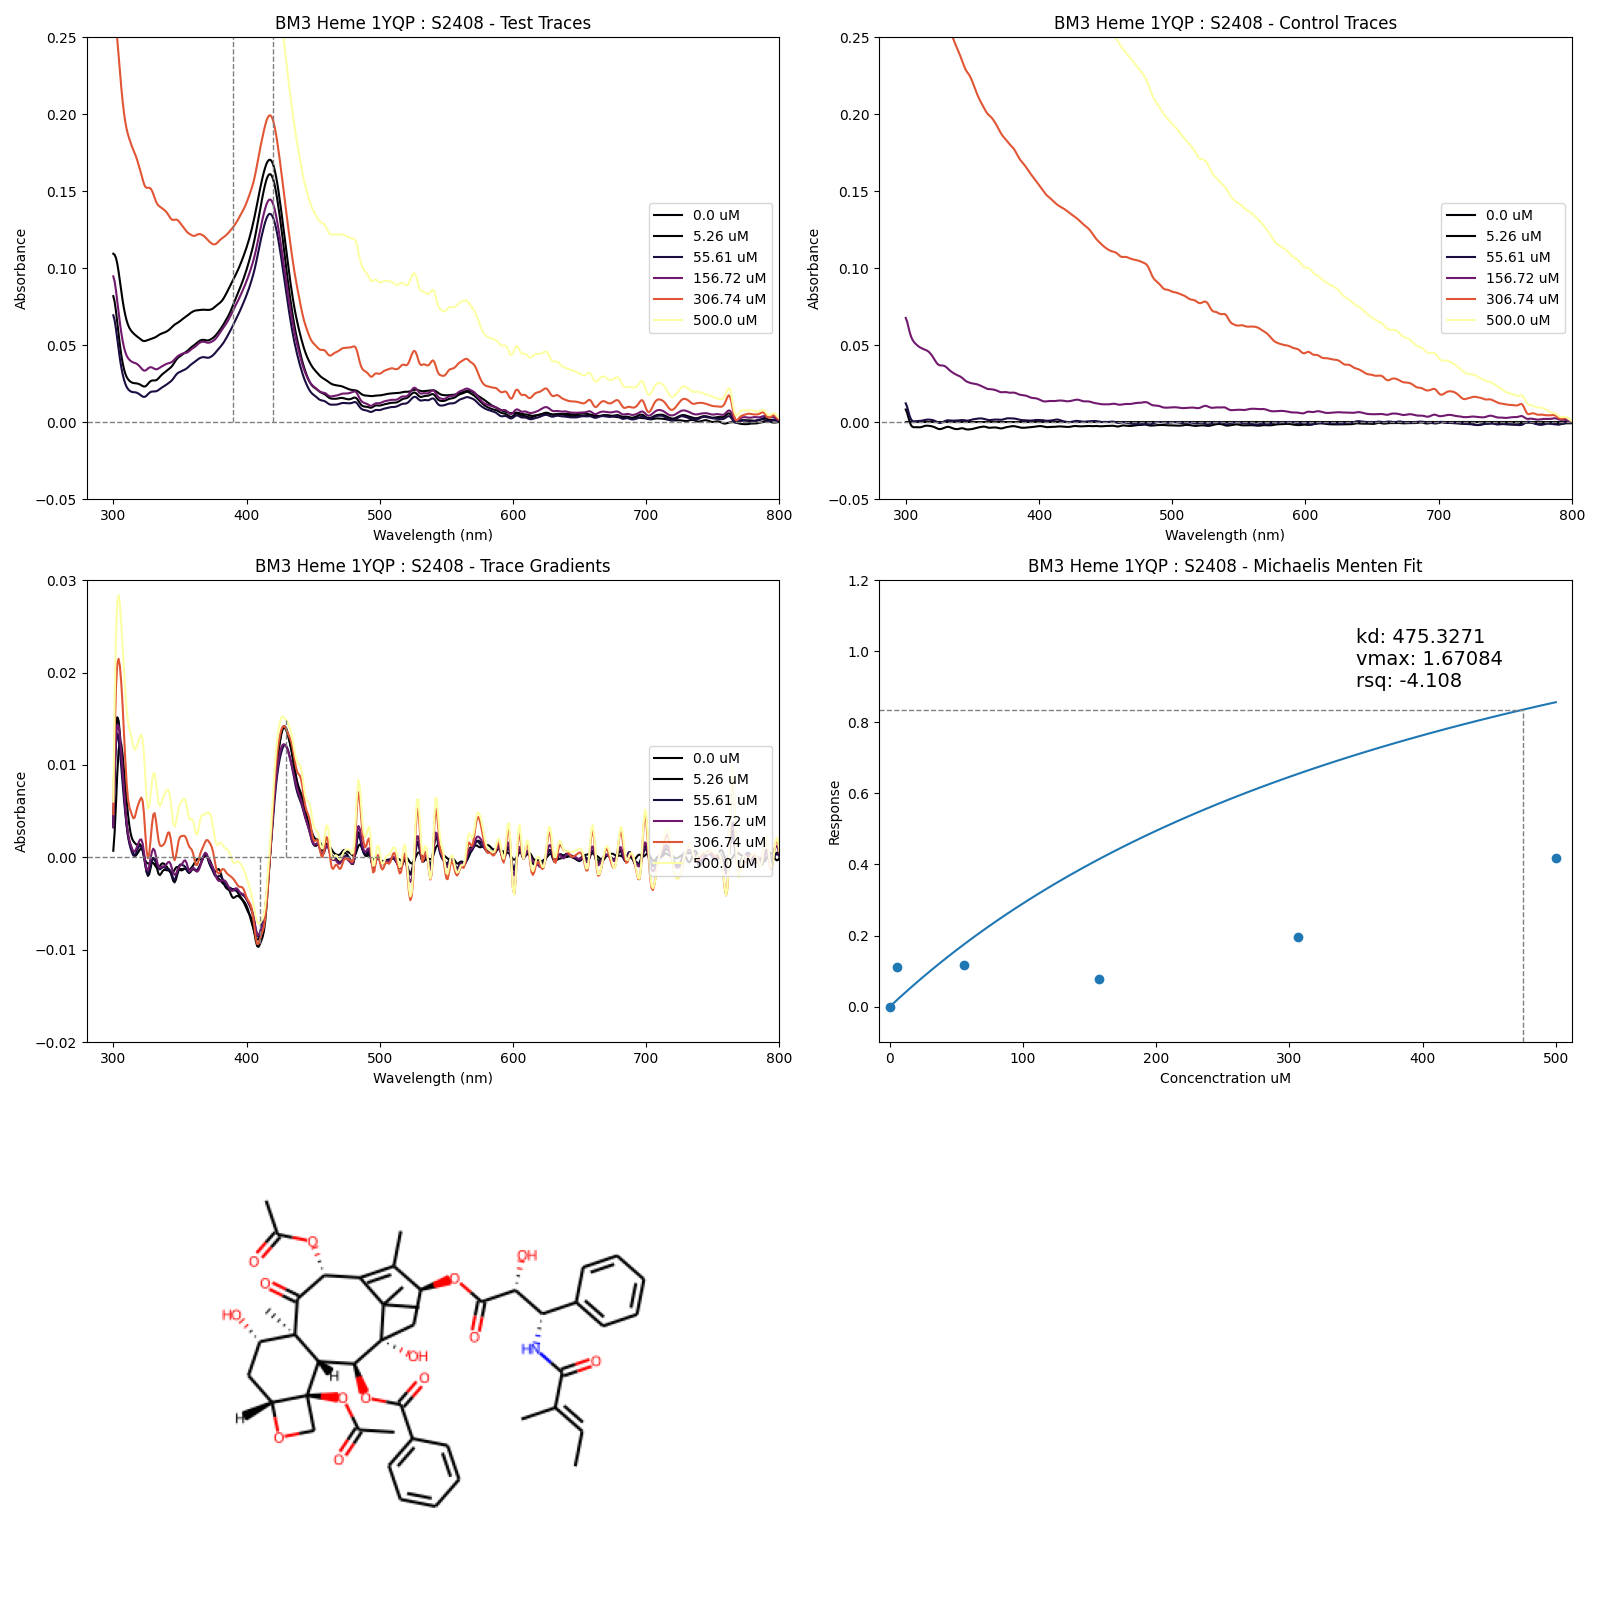 BM3 Heme 1YQP : S2408 - Test Traces
0.25
0.20
0.15
0.10
0.05
0.00
−0.05
Absorbance
300 400 500 600 700 800
Wavelength (nm)
0.0 uM
5.26 uM
55.61 uM
156.72 uM
306.74 uM
500.0 uM
BM3 Heme 1YQP : S2408 - Control Traces
0.25
0.20
0.15
0.10
0.05
0.00
−0.05
Absorbance
300 400 500 600 700 800
Wavelength (nm)
0.0 uM
5.26 uM
55.61 uM
156.72 uM
306.74 uM
500.0 uM
BM3 Heme 1YQP : S2408 - Trace Gradients
0.03
0.02
0.01
0.00
−0.01
−0.02
Absorbance
300 400 500 600 700 800
Wavelength (nm)
0.0 uM
5.26 uM
55.61 uM
156.72 uM
306.74 uM
500.0 uM
BM3 Heme 1YQP : S2408 - Michaelis Menten Fit
1.2
1.0
0.8
0.6
0.4
0.2
0.0
Response
kd: 475.3271
vmax: 1.67084
rsq: -4.108
0 100 200 300 400 500
Concenctration uM
O
O
OH
O
O
HO
O
HN
O
OH
H
O
O
O
H
O
O